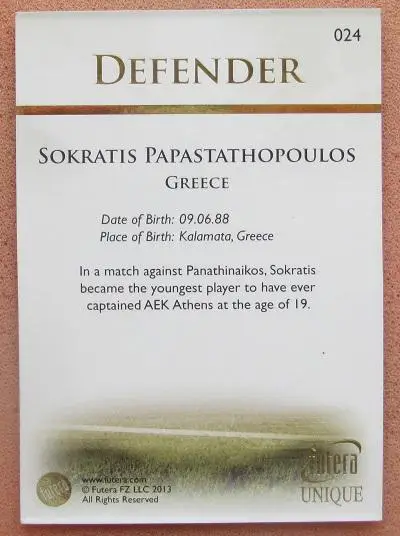 024
DEFENDER
SOKRATIS PAPASTATHOPOULOS
GREECE
Date of Birth: 09.06.88
Place of Birth: Kalamata, Greece
In a match against Panathinaikos, Sokratis
became the youngest player to have ever
captained AEK Athens at the age of 19.
futera
www.futera.com
© Futera FZ LLC 2013
All Rights Reserved
futera
UNIQUE